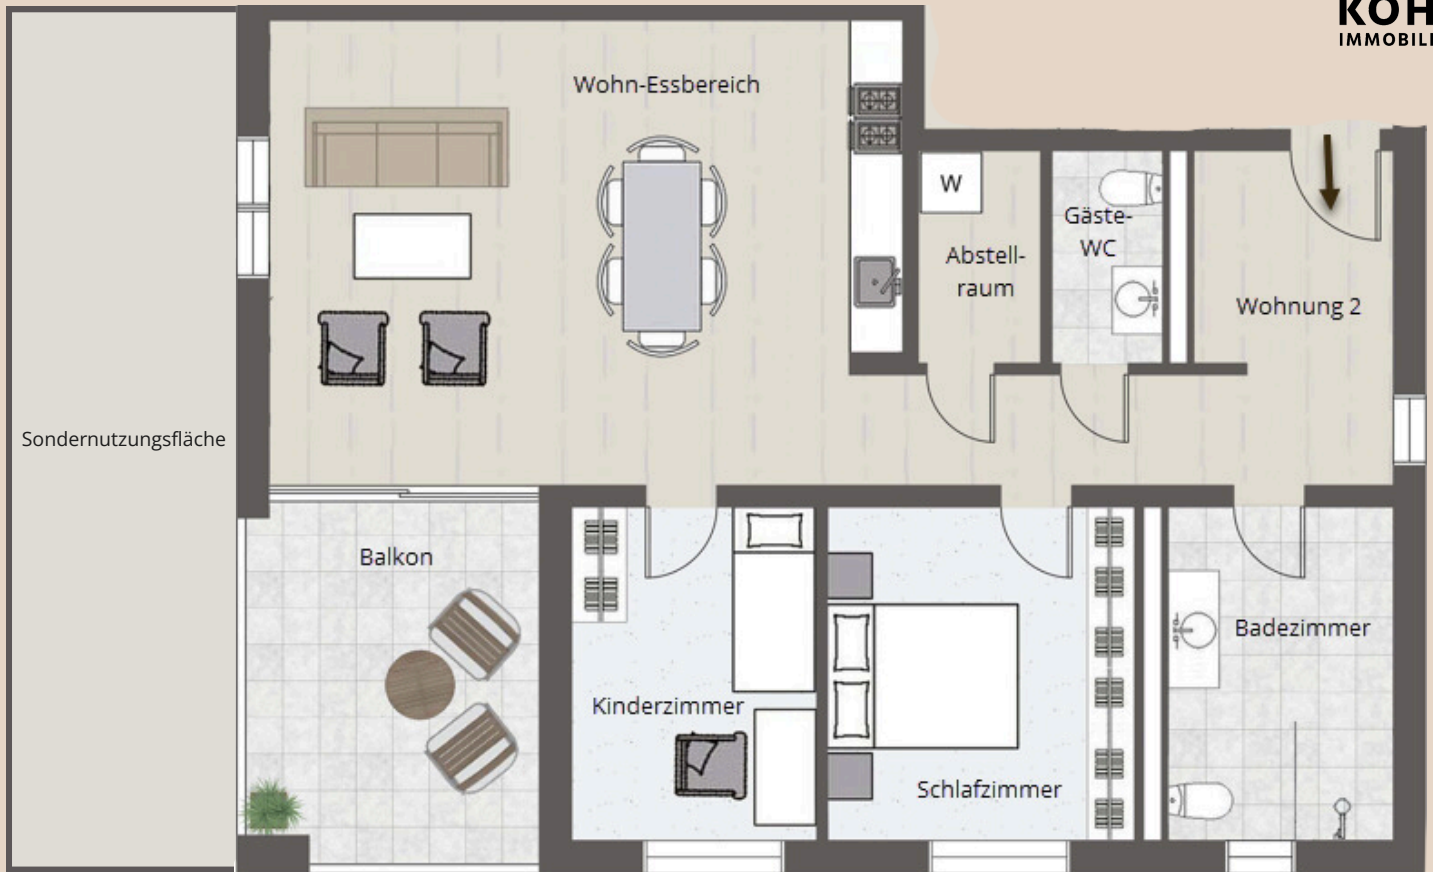 KOH
IMMOBILI
Wohn-Essbereich
W
Gäste-
WC
Abstell-
raum
Wohnung 2
Sondernutzungsfläche
Balkon
Badezimmer
Kinderzimmer
Schlafzimmer